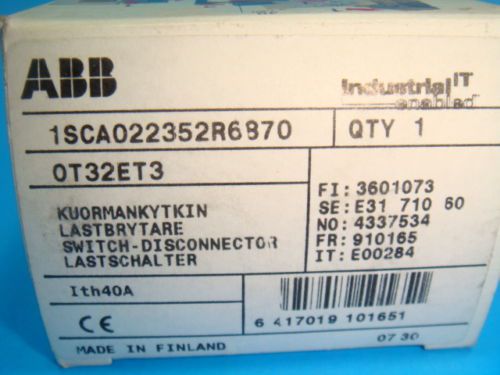 ABB
Industrial IT
enabled
1SCA022352R6870
QTY 1
OT32ET3
KUORMANKYTKIN
LASTBRYTARE
SWITCH-DISCONNECTOR
LASTSCHALTER
FI: 3601073
SE: E31 710 60
NO: 4337534
FR: 910165
IT: E00284
Ith40A
CE
6 417019 101651
MADE IN FINLAND
07 30